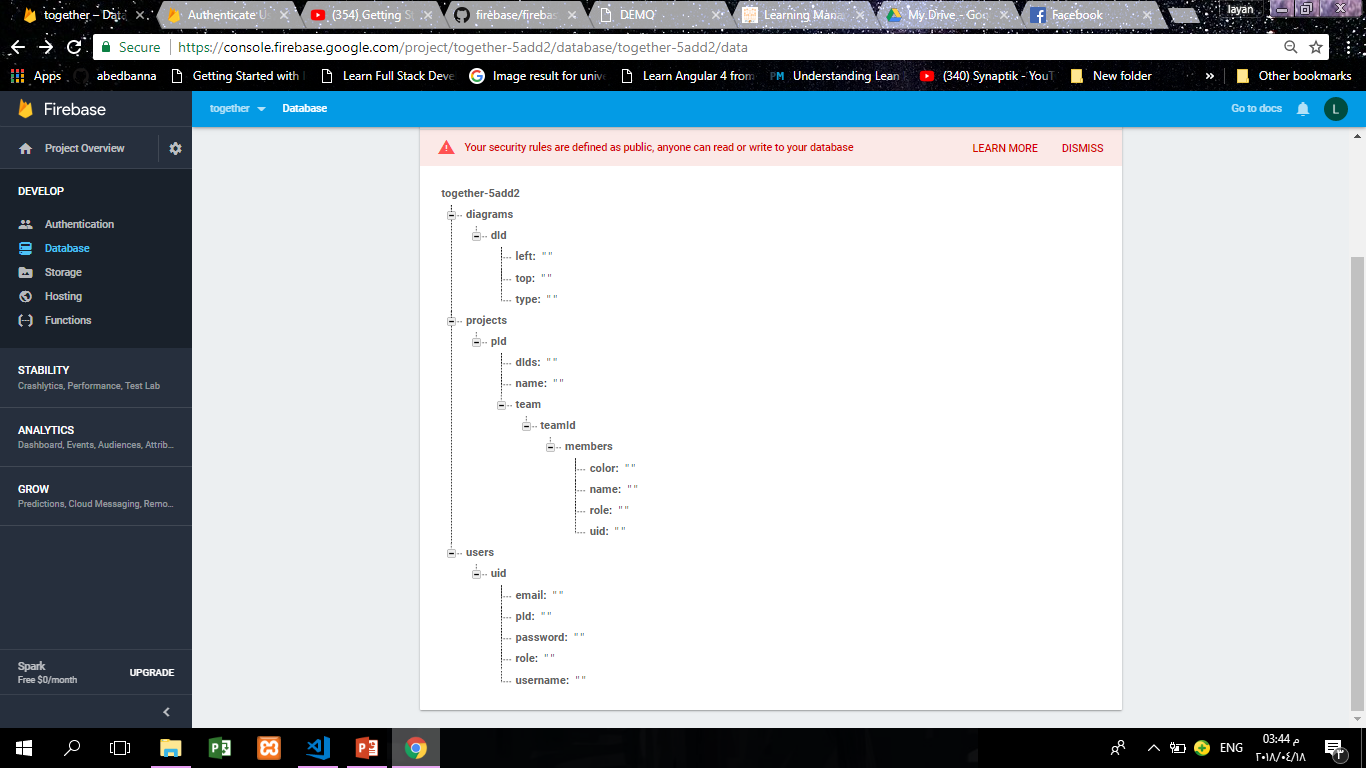 layan
together – Dat
Authenticate U
(354) Getting S
firebase/firebas
DEMO
Learning Mana
My Drive - Goo
Facebook
Secure
https://console.firebase.google.com/project/together-5add2/database/together-5add2/data
Apps
abedbanna
Getting Started with
Learn Full Stack Deve
Image result for unive
Learn Angular 4 from
PM
Understanding Lean
(340) Synaptik - YouT
New folder
»
Other bookmarks
Firebase
together
Database
Go to docs
L
Project Overview
Your security rules are defined as public, anyone can read or write to your database
LEARN MORE
DISMISS
DEVELOP
Authentication
Database
Storage
Hosting
Functions
STABILITY
Crashlytics, Performance, Test Lab
ANALYTICS
Dashboard, Events, Audiences, Attrib...
GROW
Predictions, Cloud Messaging, Remo...
Spark
Free $0/month
UPGRADE
together-5add2
diagrams
dId
left: ""
top: ""
type: ""
projects
pId
dIds: ""
name: ""
team
teamId
members
color: ""
name: ""
role: ""
uid: ""
users
uid
email: ""
pId: ""
password: ""
role: ""
username: ""
ENG
03:44 م
٢٠١٨/٠٤/١٨
٣